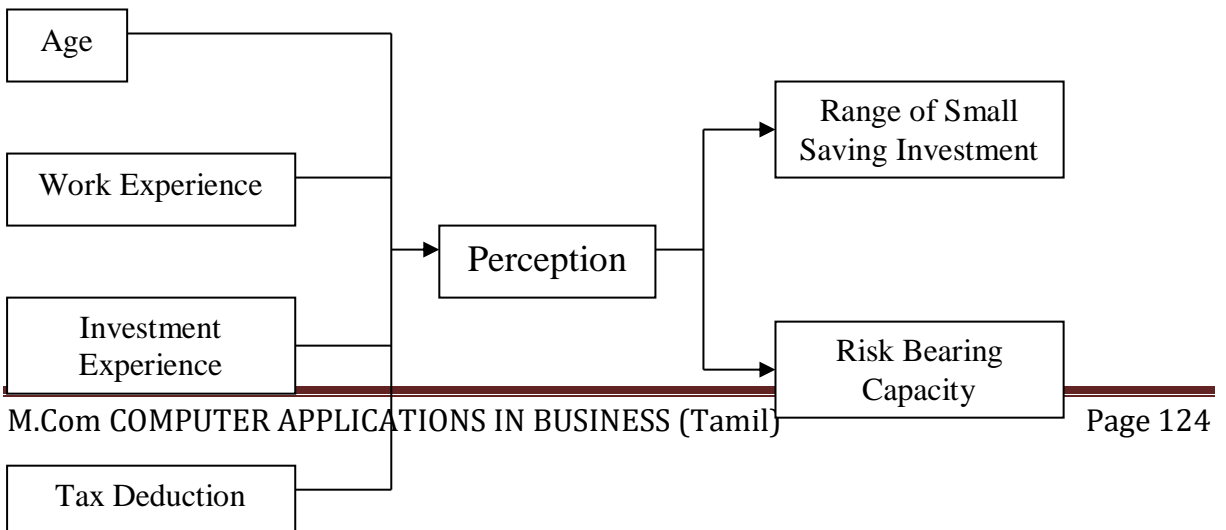 Age
Work Experience
Investment
Experience
Tax Deduction
Perception
Range of Small
Saving Investment
Risk Bearing
Capacity
M.Com COMPUTER APPLICATIONS IN BUSINESS (Tamil)
Page 124